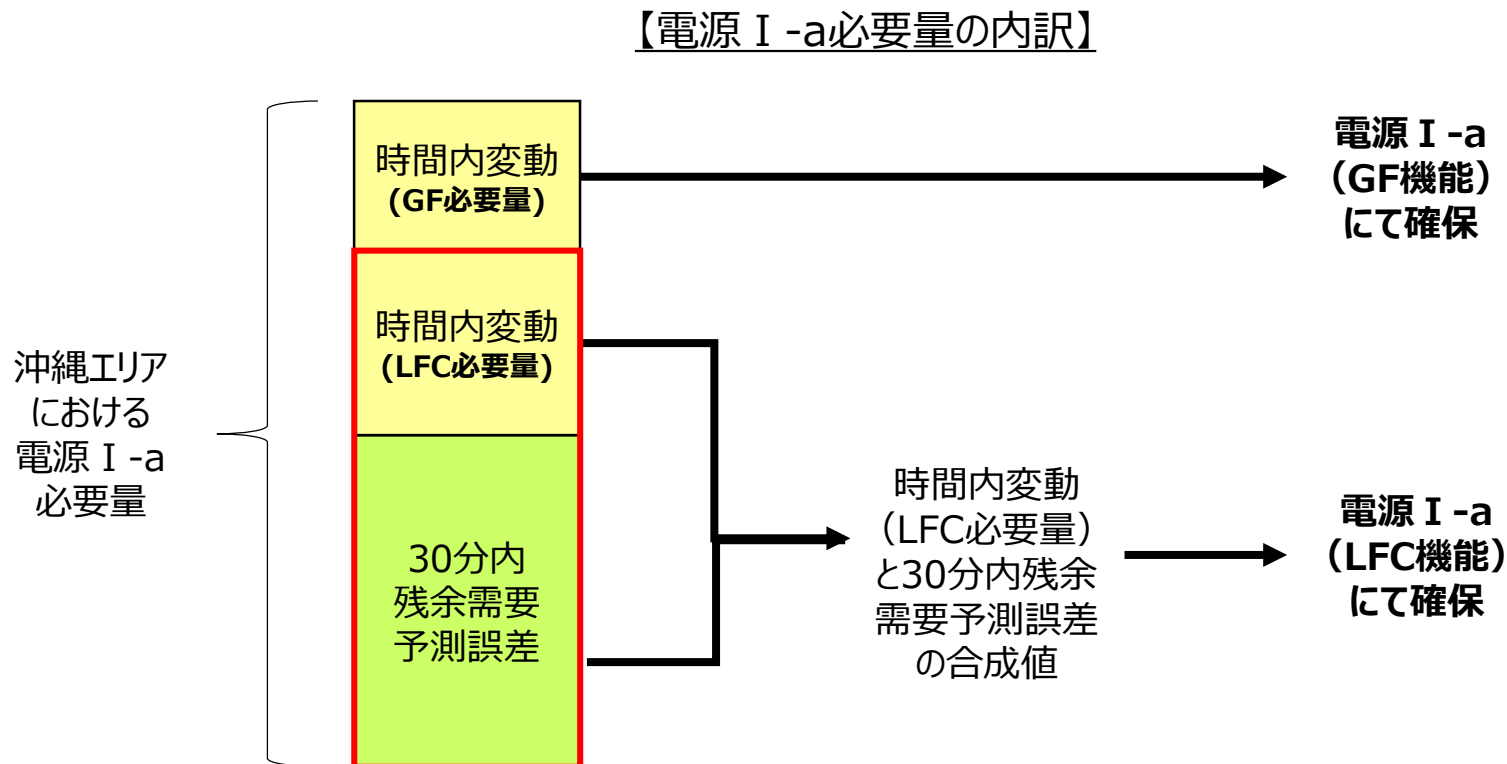 【電源Ⅰ-a必要量の内訳】
時間内変動
(GF必要量)
電源Ⅰ-a
（GF機能）
にて確保
時間内変動
(LFC必要量)
沖縄エリア
における
電源Ⅰ-a
必要量
30分内
残余需要
予測誤差
時間内変動
（LFC必要量）
と30分内残余
需要予測誤差
の合成値
電源Ⅰ-a
（LFC機能）
にて確保